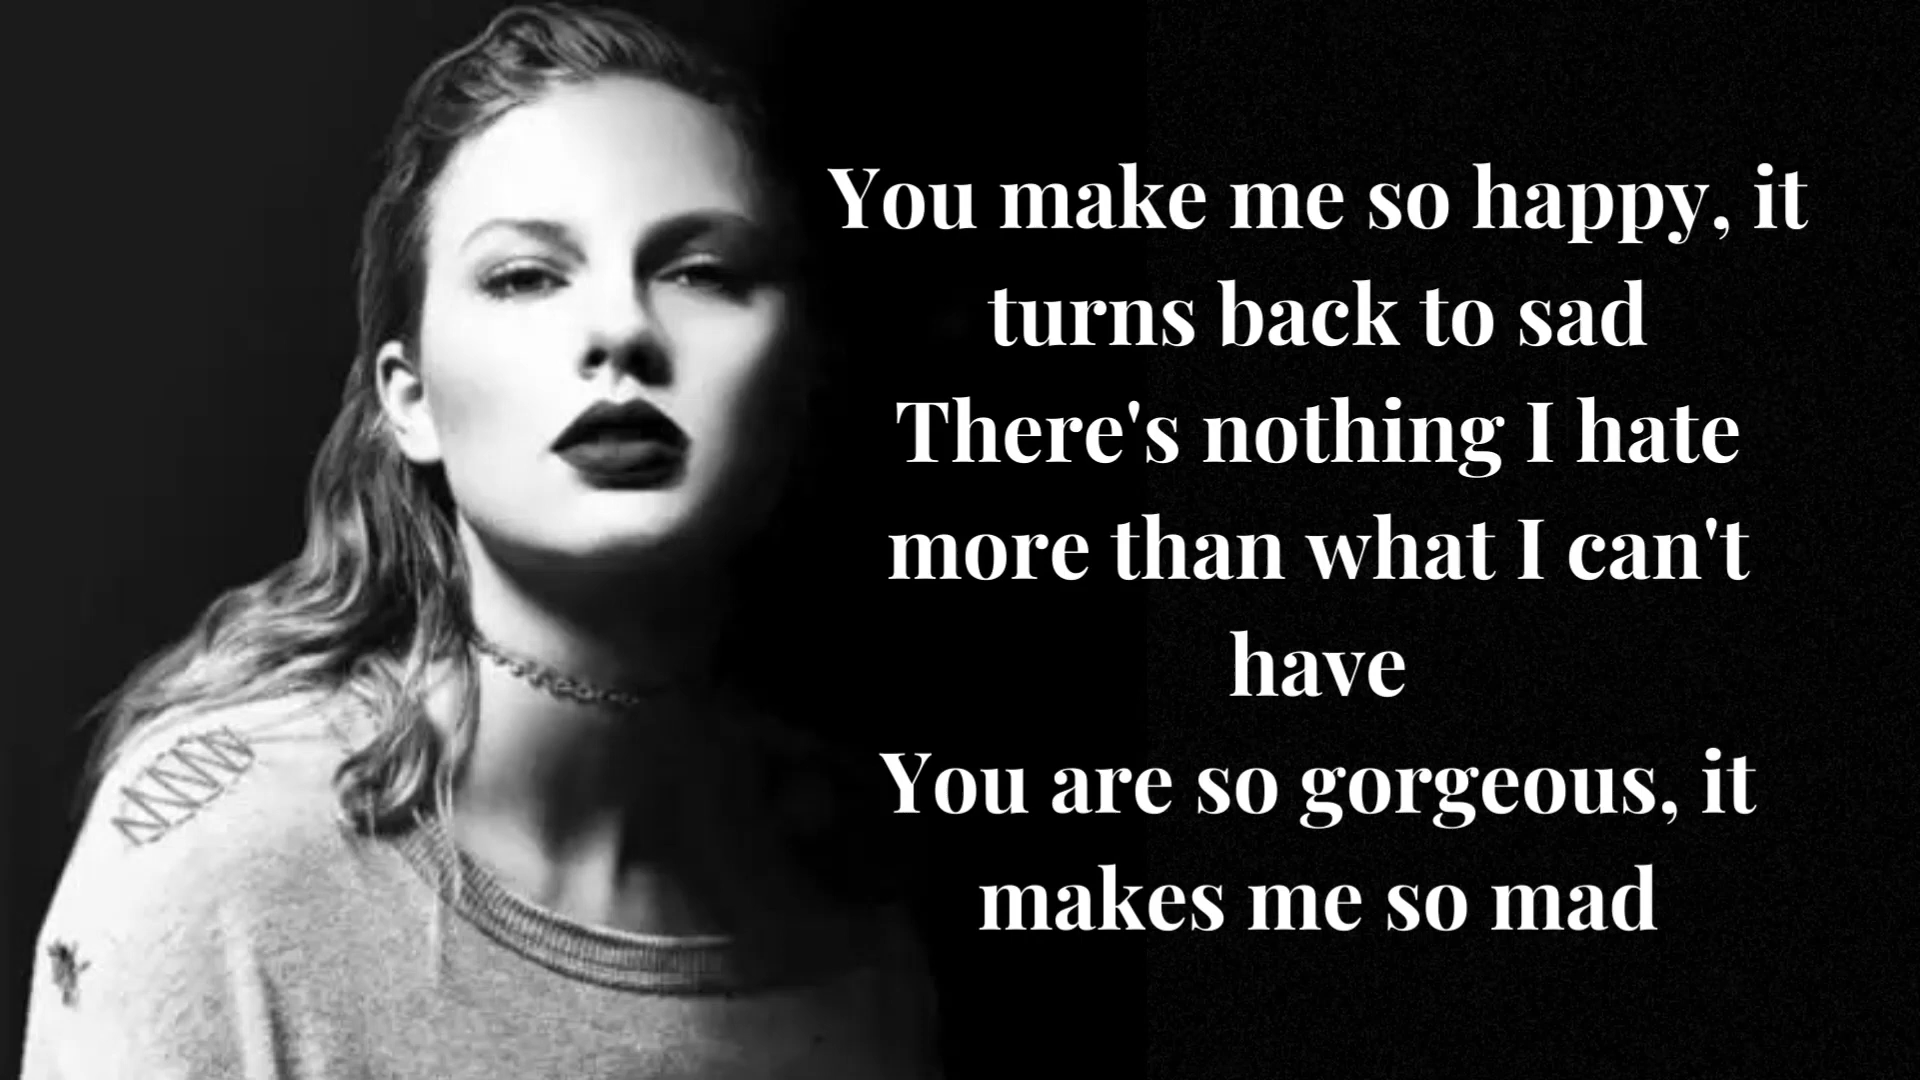 You make me so happy, it
turns back to sad
There's nothing I hate
more than what I can't
have
You are so gorgeous, it
makes me so mad